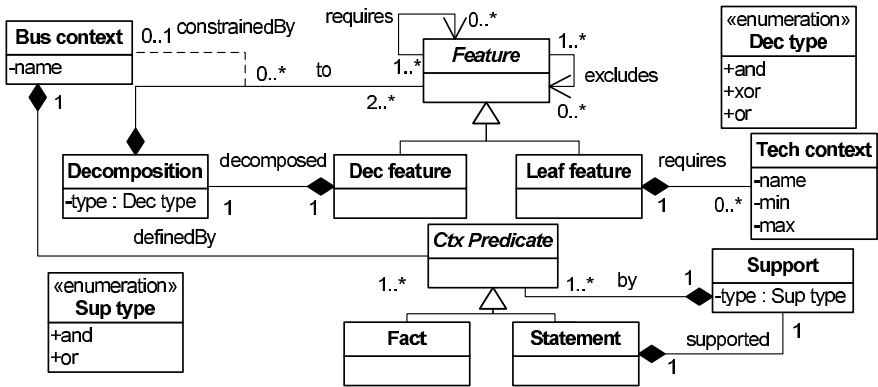 Bus context
-name
0..1
constrainedBy
requires
0..*
Feature
1..*
1..*
excludes
0..*
«enumeration»
Dec type
+and
+xor
+or
1
0..*
to
2..*
Decomposition
-type : Dec type
decomposed
1
1
Dec feature
Leaf feature
requires
1
0..*
Tech context
-name
-min
-max
definedBy
Ctx Predicate
1..*
1..*
by
1
Support
-type : Sup type
1
«enumeration»
Sup type
+and
+or
Fact
Statement
supported
1